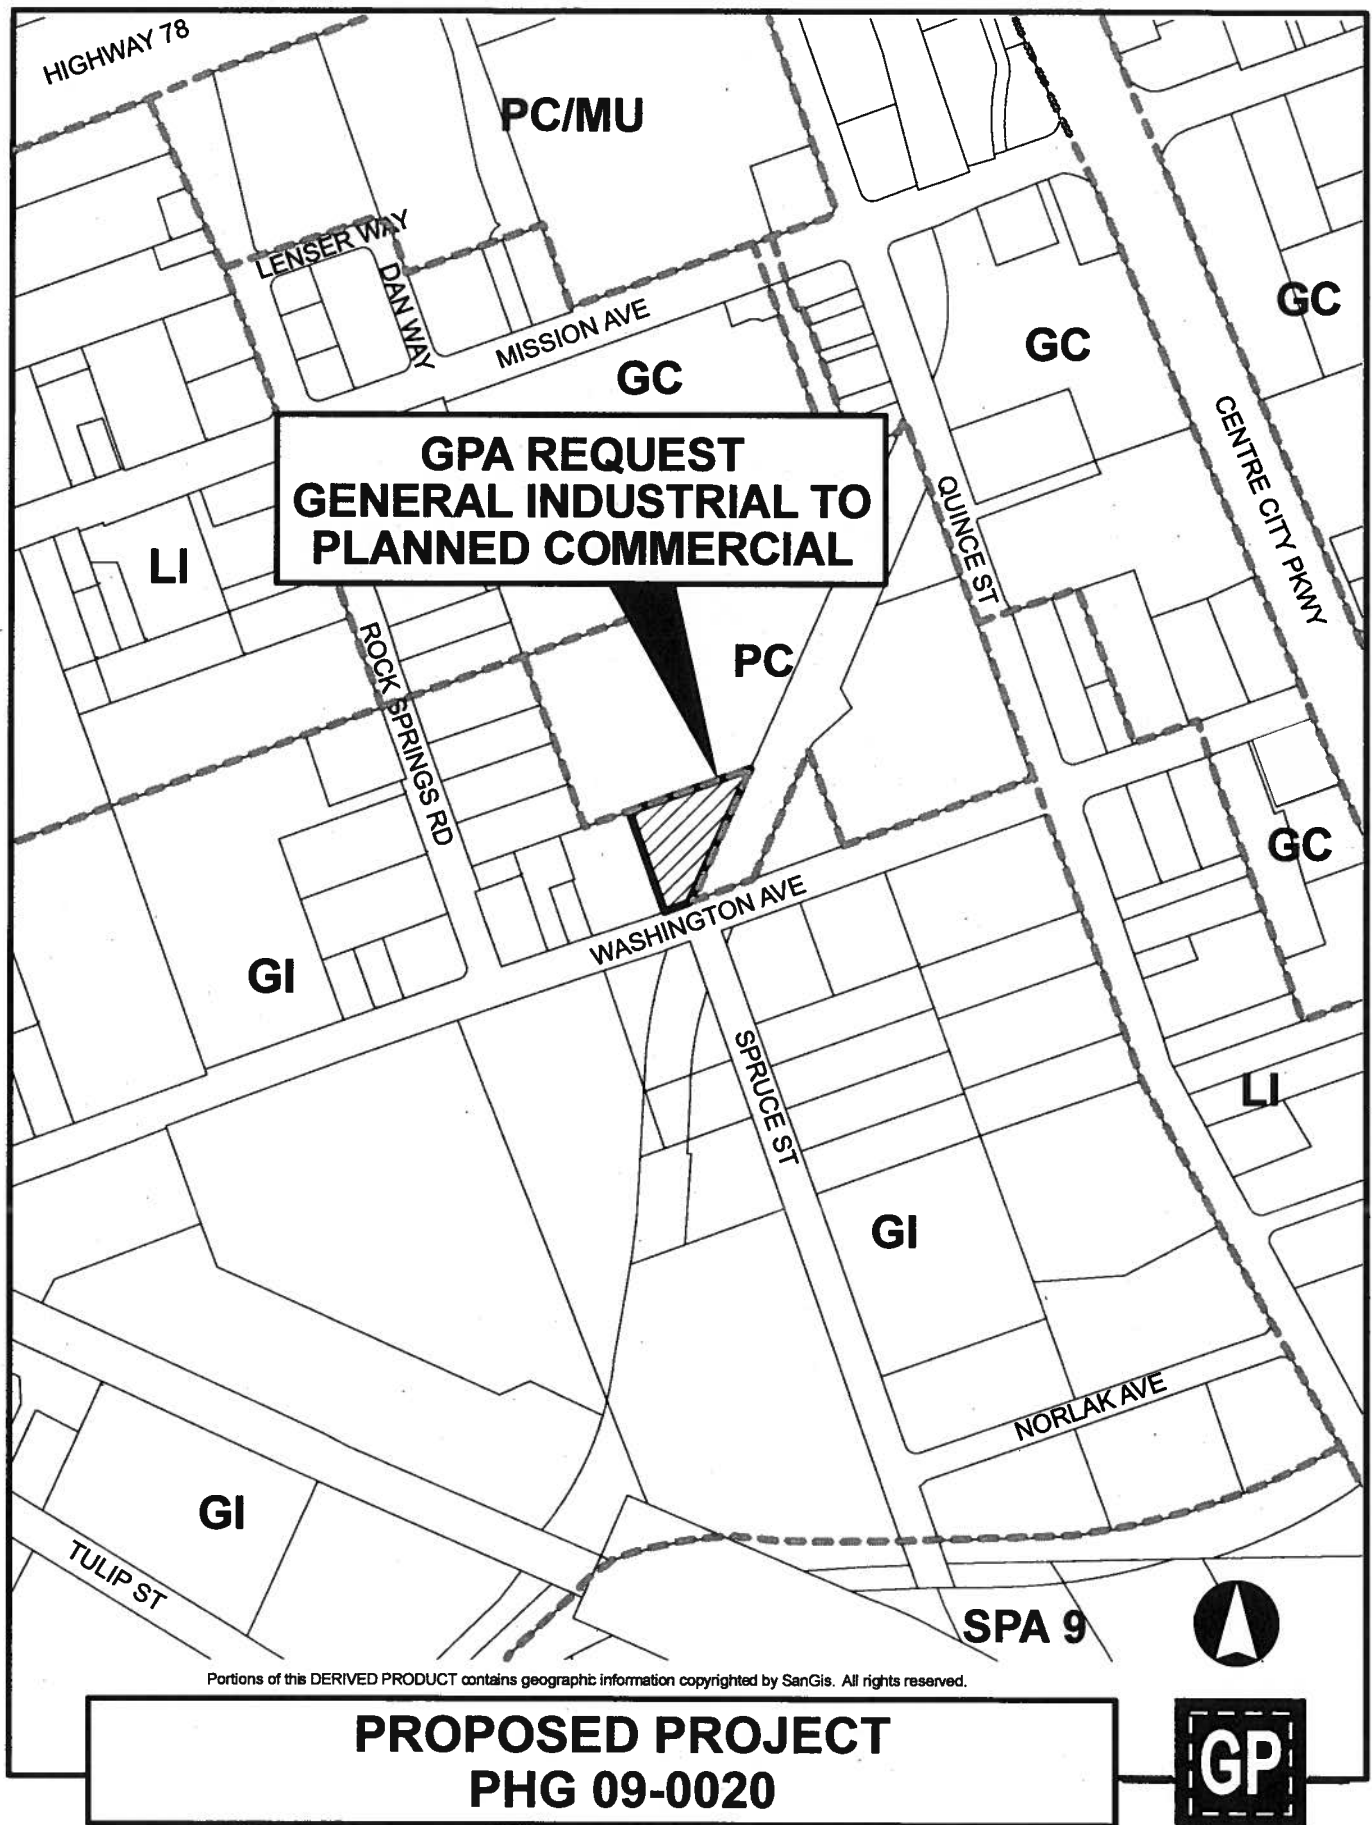 HIGHWAY 78
PC/MU
LENSER WAY
DAN WAY
MISSION AVE
GC
GC
GC
CENTRE CITY PKWY
GPA REQUEST
GENERAL INDUSTRIAL TO
PLANNED COMMERCIAL
QUINCE ST
LI
ROCK SPRINGS RD
PC
GC
WASHINGTON AVE
GI
SPRUCE ST
LI
GI
NORLAK AVE
GI
TULIP ST
SPA 9
Portions of this DERIVED PRODUCT contains geographic information copyrighted by SanGis. All rights reserved.
PROPOSED PROJECT
PHG 09-0020
GP